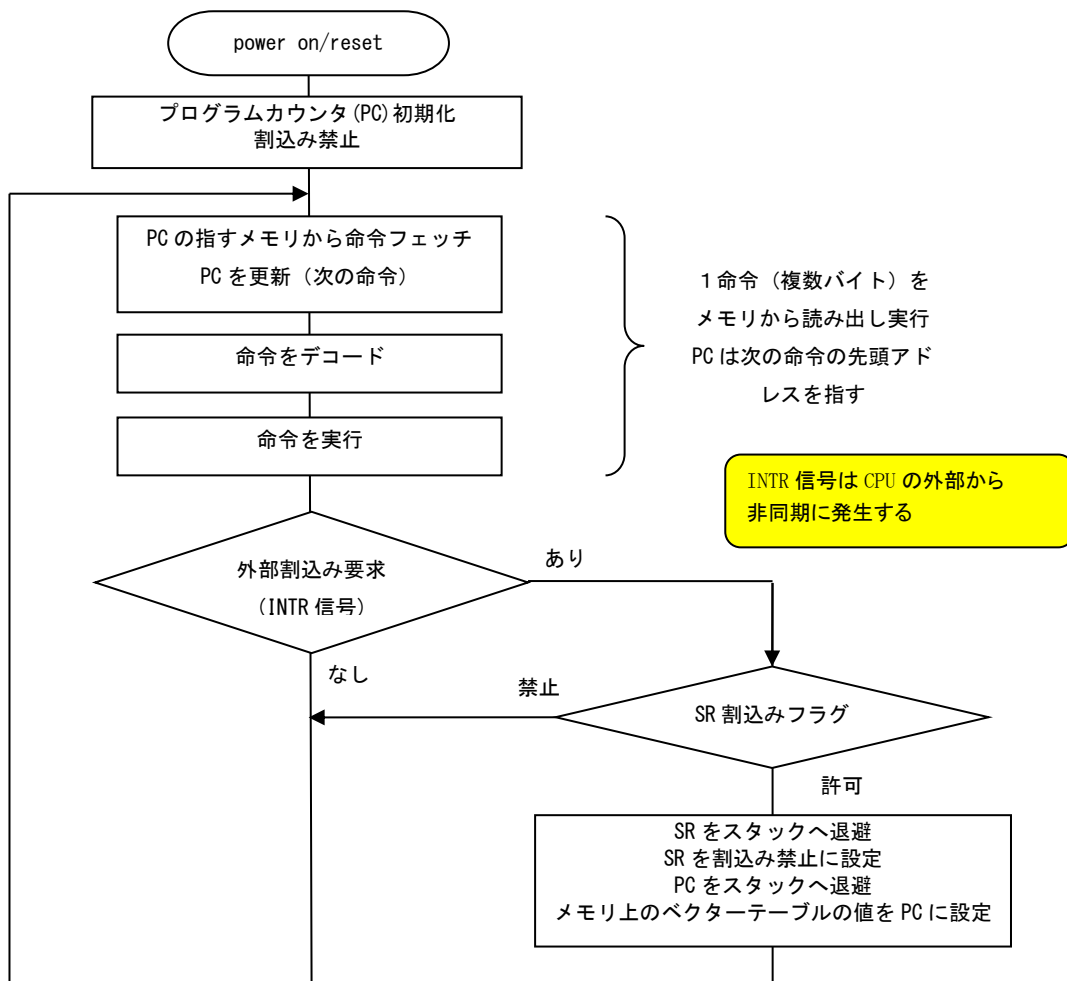 power on/reset
プログラムカウンタ(PC)初期化
割込み禁止
PC の指すメモリから命令フェッチ
PC を更新（次の命令）
命令をデコード
命令を実行
１命令（複数バイト）を
メモリから読み出し実行
PC は次の命令の先頭アド
レスを指す
INTR 信号は CPU の外部から
非同期に発生する
外部割込み要求
(INTR 信号)
あり
なし
禁止
SR 割込みフラグ
許可
SR をスタックへ退避
SR を割込み禁止に設定
PC をスタックへ退避
メモリ上のベクターテーブルの値を PC に設定